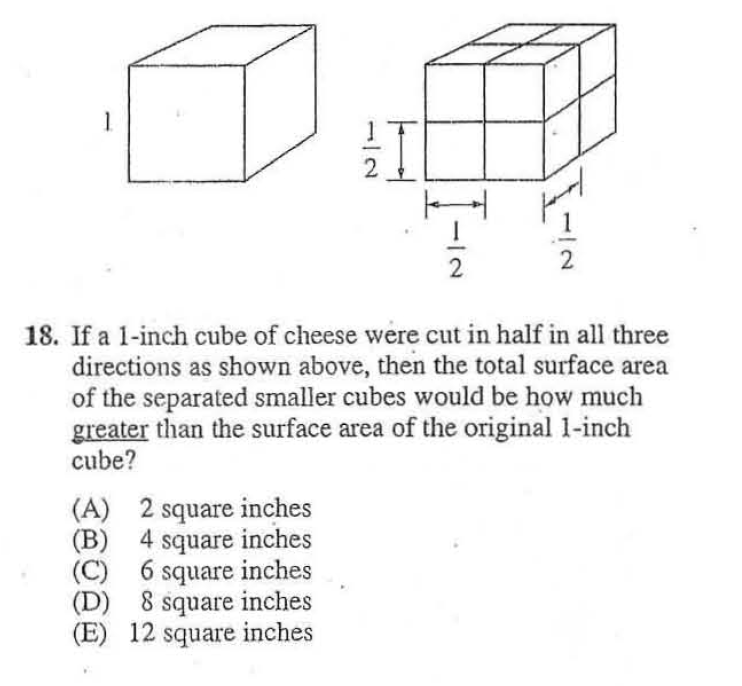 1
1/2
1/2
1/2
18. If a 1-inch cube of cheese were cut in half in all three
directions as shown above, then the total surface area
of the separated smaller cubes would be how much
greater than the surface area of the original 1-inch
cube?
(A) 2 square inches
(B) 4 square inches
(C) 6 square inches
(D) 8 square inches
(E) 12 square inches